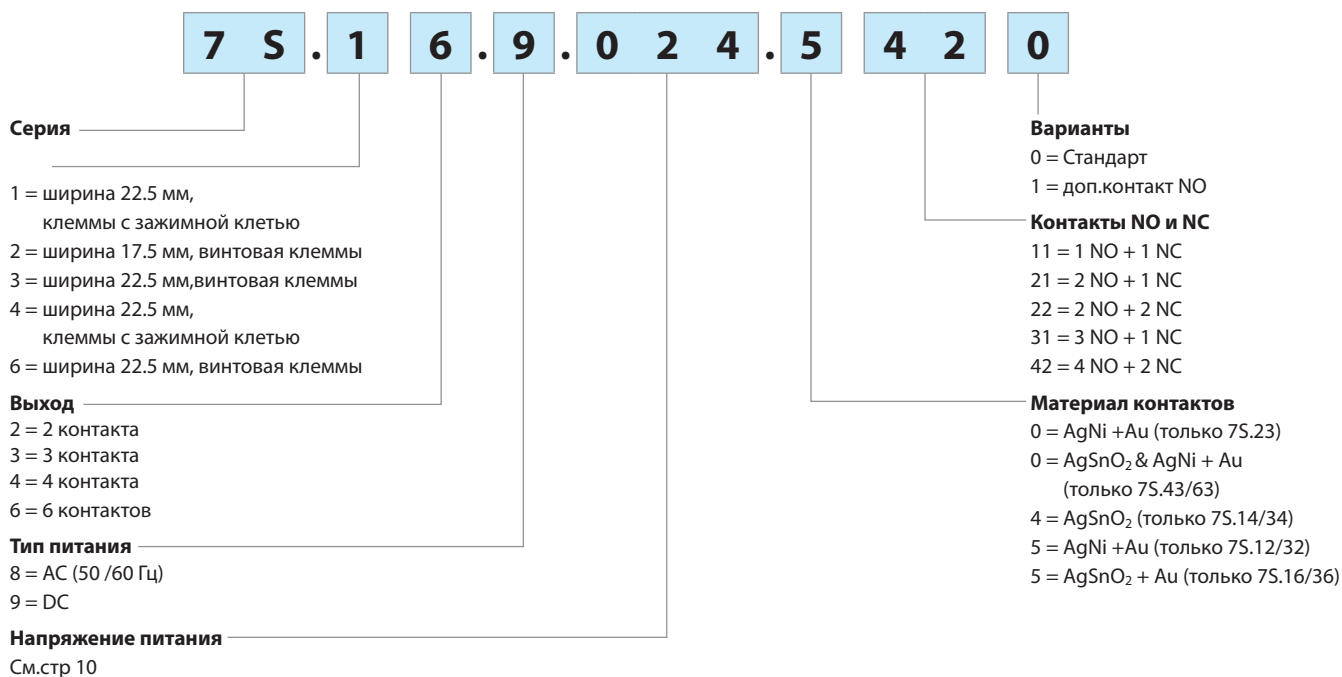 7 S . 1 6 . 9 . 0 2 4 . 5 4 2 0
Серия
1 = ширина 22.5 мм,
клеммы с зажимной клетью
2 = ширина 17.5 мм, винтовая клеммы
3 = ширина 22.5 мм,винтовая клеммы
4 = ширина 22.5 мм,
клеммы с зажимной клетью
6 = ширина 22.5 мм, винтовая клеммы
Выход
2 = 2 контакта
3 = 3 контакта
4 = 4 контакта
6 = 6 контактов
Тип питания
8 = AC (50 /60 Гц)
9 = DC
Напряжение питания
См.стр 10
Варианты
0 = Стандарт
1 = доп.контакт NO
Контакты NO и NC
11 = 1 NO + 1 NC
21 = 2 NO + 1 NC
22 = 2 NO + 2 NC
31 = 3 NO + 1 NC
42 = 4 NO + 2 NC
Материал контактов
0 = AgNi +Au (только 7S.23)
0 = AgSnO₂ & AgNi + Au
(только 7S.43/63)
4 = AgSnO₂ (только 7S.14/34)
5 = AgNi +Au (только 7S.12/32)
5 = AgSnO₂ + Au (только 7S.16/36)